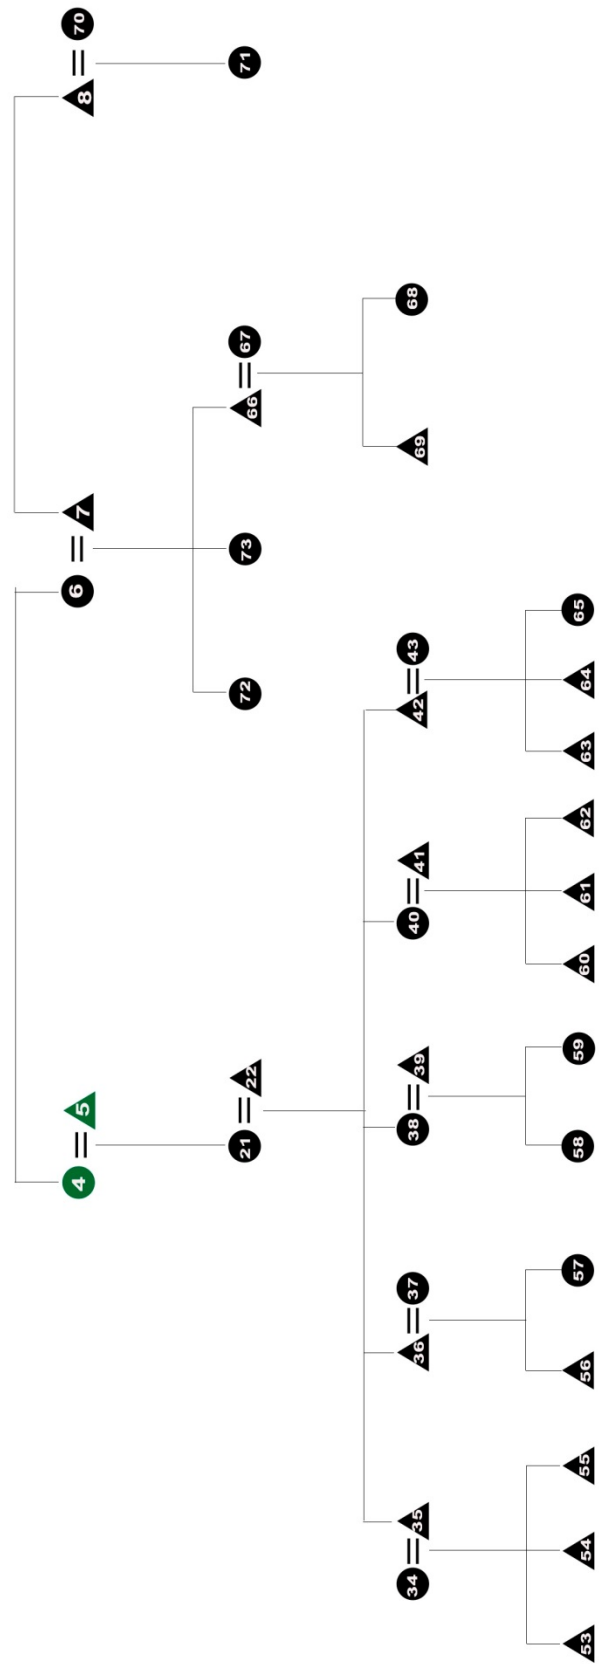 4 = 5 6 = 7 8 = 70
21 = 22 72 73 66 = 67 71
34 = 35 36 = 37 38 = 39 40 = 41 42 = 43 69 68
53 54 55 56 57 58 59 60 61 62 63 64 65